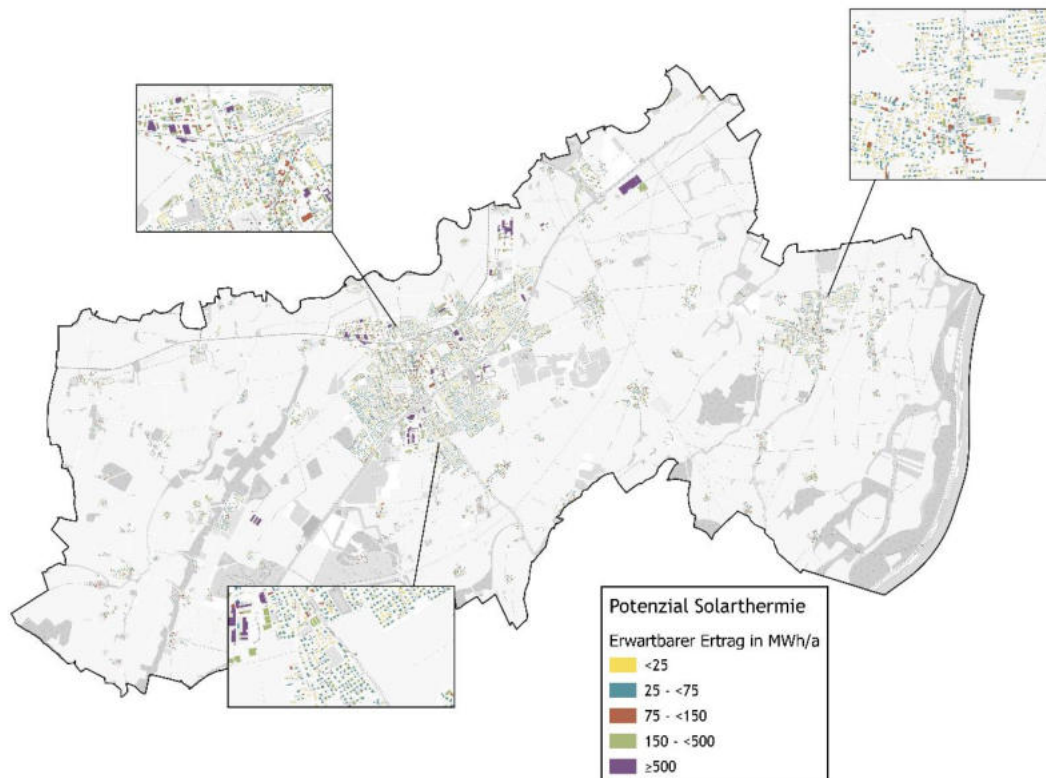 Potenzial Solarthermie
Erwartbarer Ertrag in MWh/a
<25
25 - <75
75 - <150
150 - <500
≥500